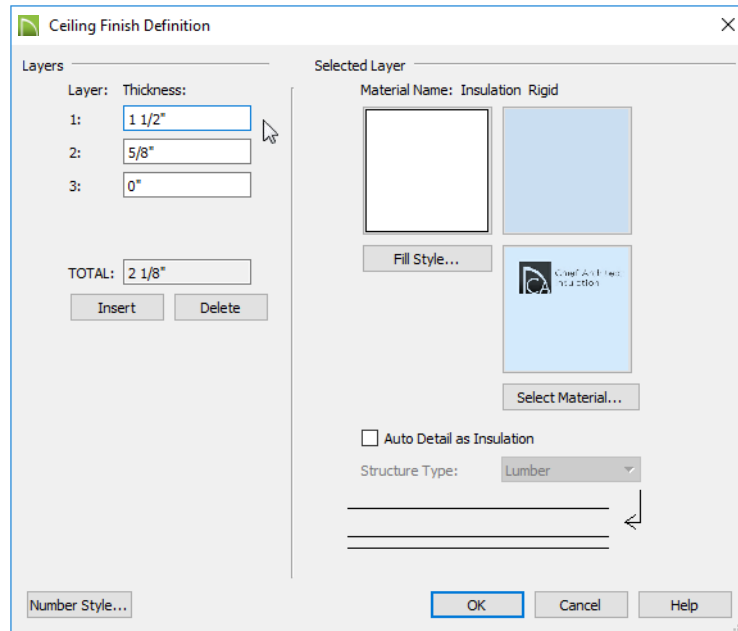 Ceiling Finish Definition
Layers
Layer: Thickness:
1: 1 1/2"
2: 5/8"
3: 0"
TOTAL: 2 1/8"
Insert Delete
Selected Layer
Material Name: Insulation Rigid
Fill Style...
CA
Select Material...
Auto Detail as Insulation
Structure Type: Lumber
Number Style...
OK Cancel Help